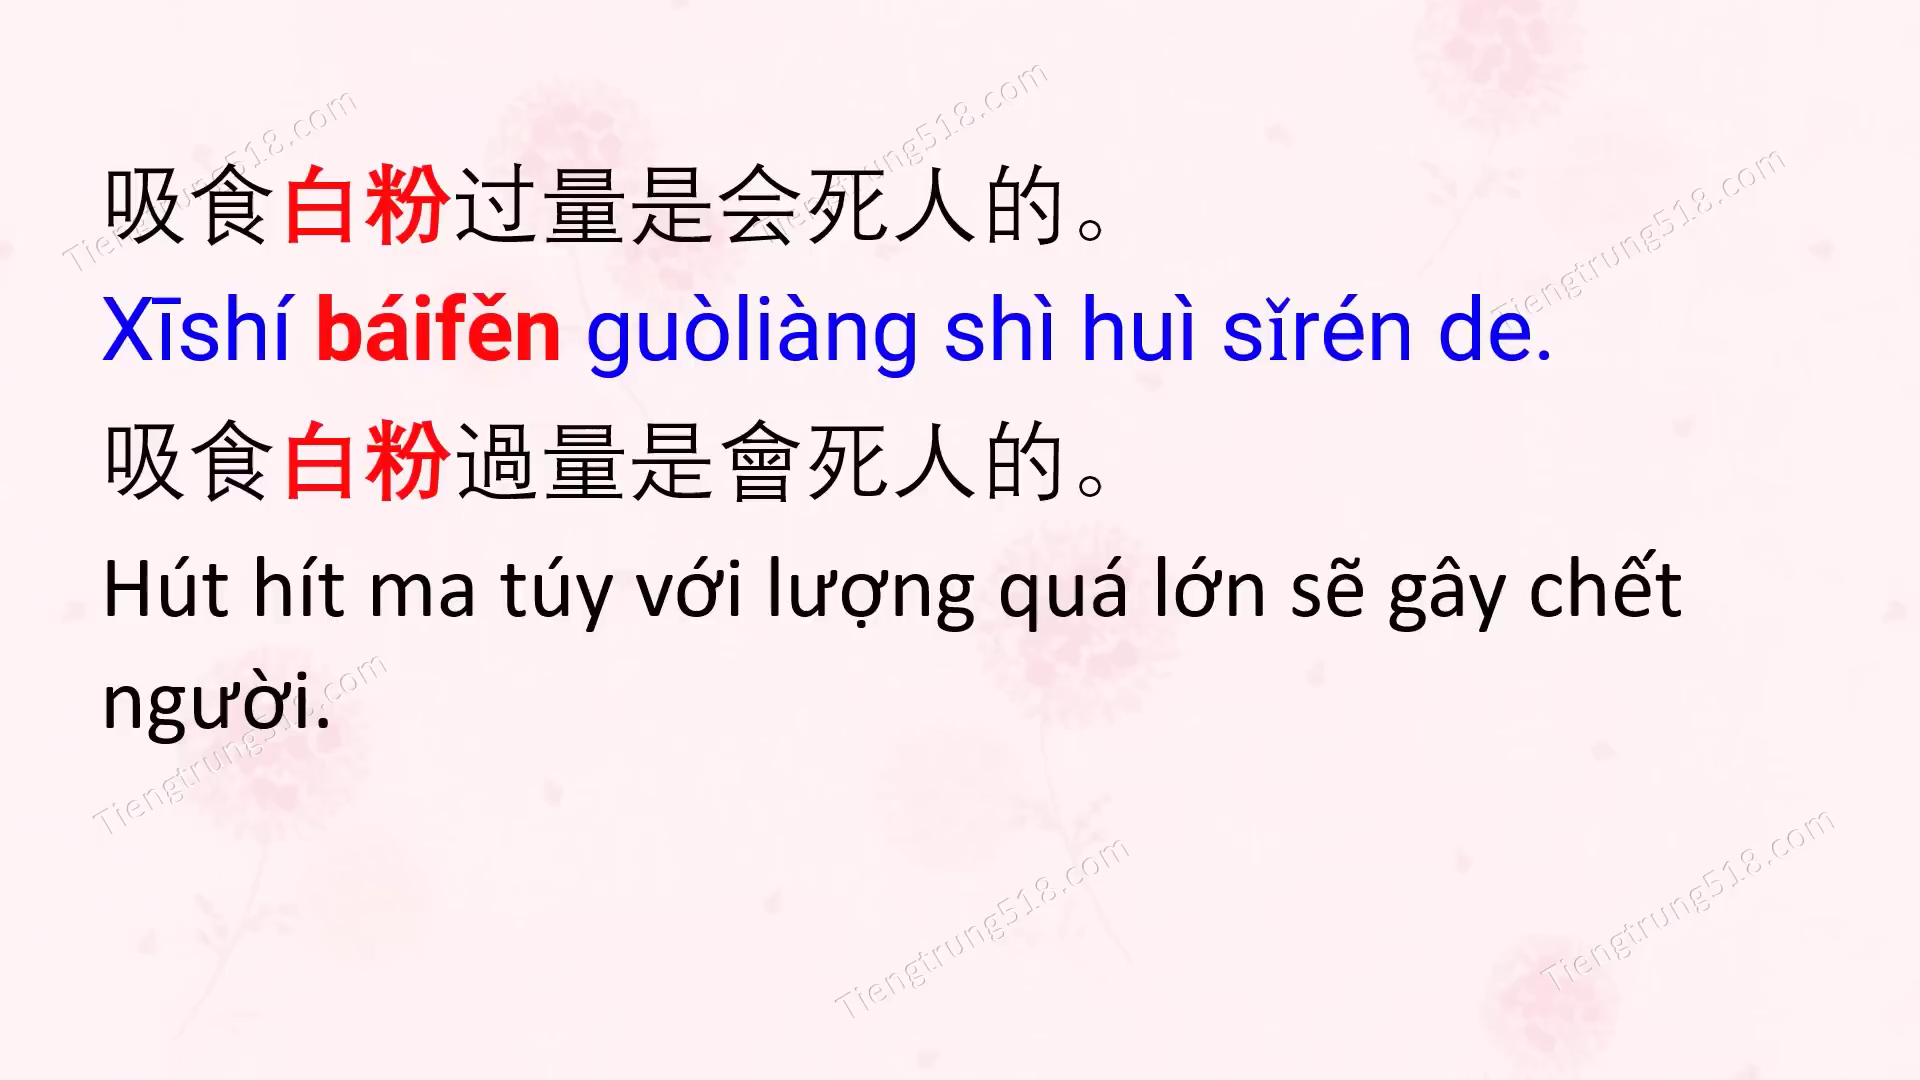 吸食白粉过量是会死人的。
Xīshí báifěn guòliàng shì huì sǐrén de.
吸食白粉過量是會死人的。
Hút hít ma túy với lượng quá lớn sẽ gây chết
người.
Tiengtrung518.com
Tiengtrung518.com
Tiengtrung518.com
Tiengtrung518.com
Tiengtrung518.com
Tiengtrung518.com